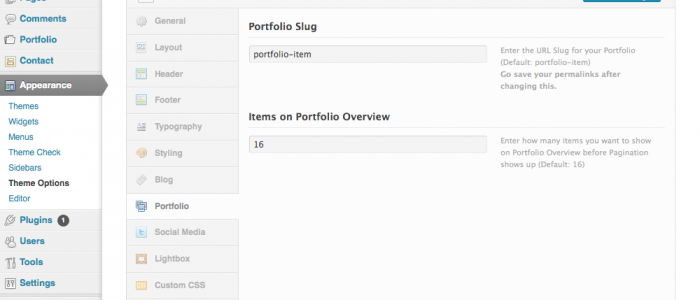 Pages
Comments
Portfolio
Contact
Appearance
Themes
Widgets
Menus
Theme Check
Sidebars
Theme Options
Editor
Plugins 1
Users
Tools
Settings
General
Layout
Header
Footer
Typography
Styling
Blog
Portfolio
Social Media
Lightbox
Custom CSS
Portfolio Slug
portfolio-item
Enter the URL Slug for your Portfolio
(Default: portfolio-item)
Go save your permalinks after
changing this.
Items on Portfolio Overview
16
Enter how many items you want to show
on Portfolio Overview before Pagination
shows up (Default: 16)